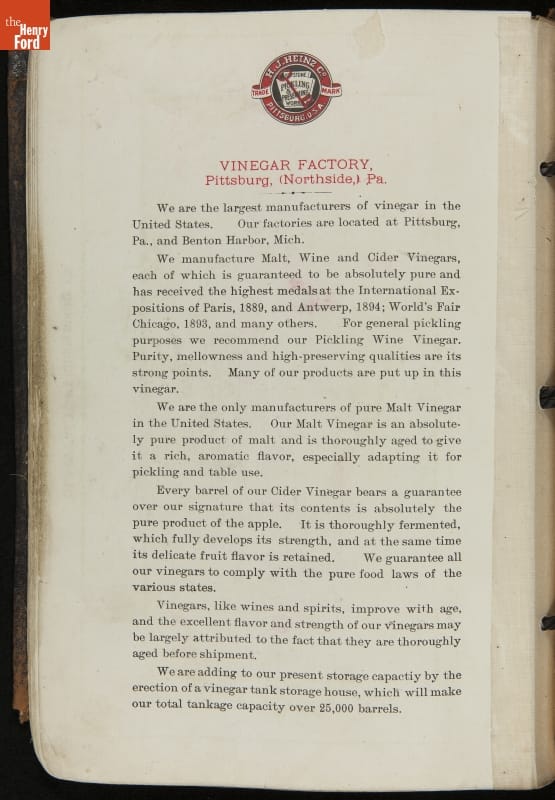 the
Henry
Ford
H.J. HEINZ CO
KEYSTONE
PICKLING
&
PRESERVING
WORKS
TRADE MARK
PITTSBURG, U.S.A.
VINEGAR FACTORY,
Pittsburg, (Northside,) Pa.
We are the largest manufacturers of vinegar in the
United States. Our factories are located at Pittsburg,
Pa., and Benton Harbor, Mich.
We manufacture Malt, Wine and Cider Vinegars,
each of which is guaranteed to be absolutely pure and
has received the highest medals at the International Ex-
positions of Paris, 1889, and Antwerp, 1894; World's Fair
Chicago, 1893, and many others. For general pickling
purposes we recommend our Pickling Wine Vinegar.
Purity, mellowness and high-preserving qualities are its
strong points. Many of our products are put up in this
vinegar.
We are the only manufacturers of pure Malt Vinegar
in the United States. Our Malt Vinegar is an absolute-
ly pure product of malt and is thoroughly aged to give
it a rich, aromatic flavor, especially adapting it for
pickling and table use.
Every barrel of our Cider Vinegar bears a guarantee
over our signature that its contents is absolutely the
pure product of the apple. It is thoroughly fermented,
which fully develops its strength, and at the same time
its delicate fruit flavor is retained. We guarantee all
our vinegars to comply with the pure food laws of the
various states.
Vinegars, like wines and spirits, improve with age,
and the excellent flavor and strength of our vinegars may
be largely attributed to the fact that they are thoroughly
aged before shipment.
We are adding to our present storage capactiy by the
erection of a vinegar tank storage house, which will make
our total tankage capacity over 25,000 barrels.